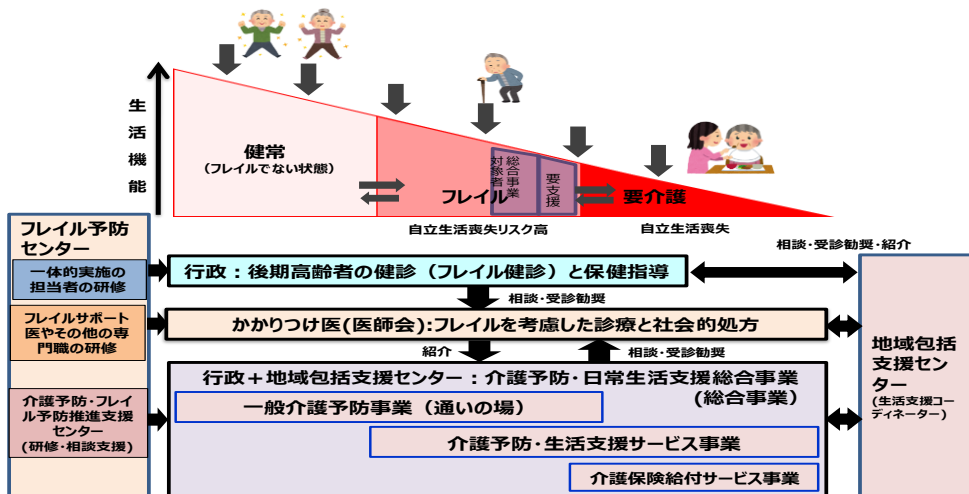 生活機能
健常
(フレイルでない状態)
フレイル
総合事業
対象者
要支援
要介護
自立生活喪失リスク高
自立生活喪失
フレイル予防
センター
一体的実施の
担当者の研修
フレイルサポート
医やその他の専
門職の研修
介護予防・フレイ
ル予防推進支援
センター
(研修・相談支援)
行政：後期高齢者の健診（フレイル健診）と保健指導
相談・受診勧奨・紹介
相談・受診勧奨
かかりつけ医(医師会):フレイルを考慮した診療と社会的処方
紹介
相談・受診勧奨
行政＋地域包括支援センター：介護予防・日常生活支援総合事業
(総合事業)
一般介護予防事業（通いの場）
介護予防・生活支援サービス事業
介護保険給付サービス事業
地域包括
支援セン
ター
(生活支援コー
ディネーター)